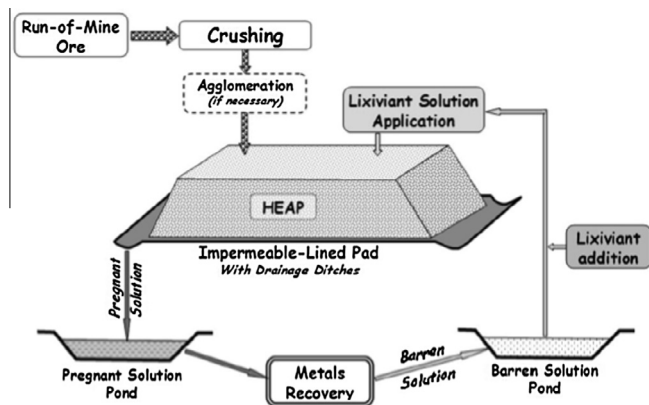 Run-of-Mine
Ore
Crushing
Agglomeration
(if necessary)
Lixiviant Solution
Application
HEAP
Impermeable-Lined Pad
With Drainage Ditches
Lixiviant
addition
Pregnant
Solution
Pregnant Solution
Pond
Metals
Recovery
Barren
Solution
Barren Solution
Pond